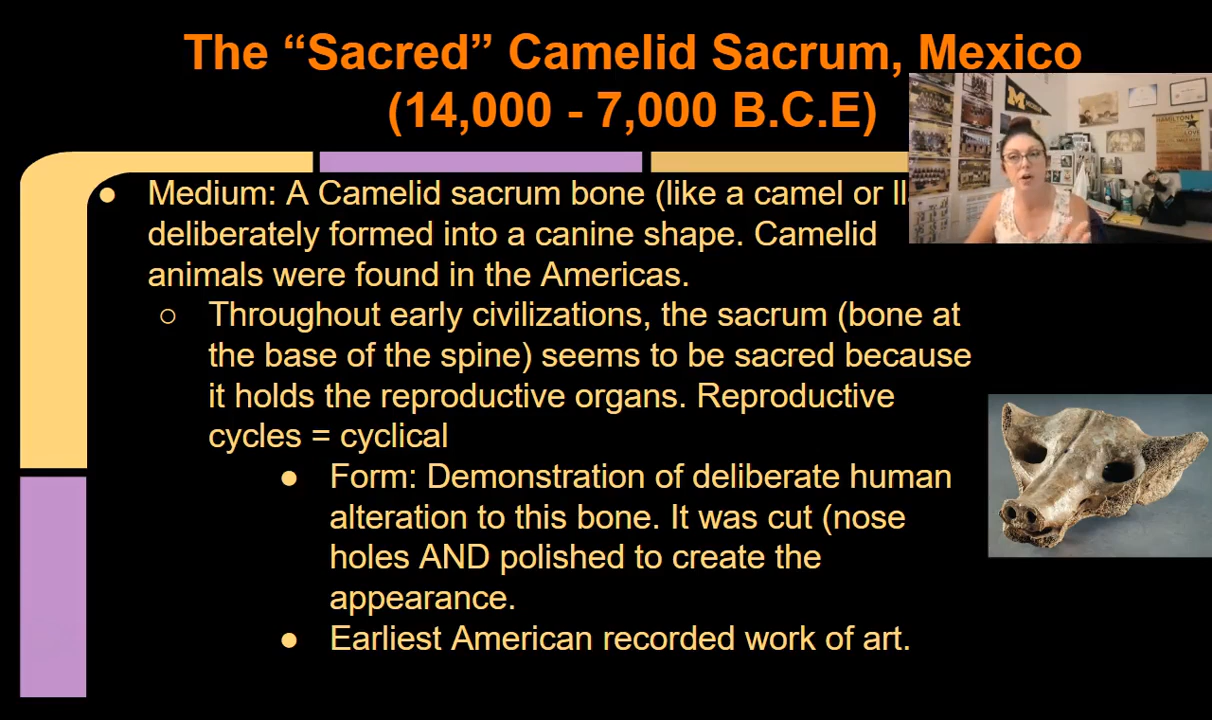 The “Sacred” Camelid Sacrum, Mexico
(14,000 - 7,000 B.C.E)
Medium: A Camelid sacrum bone (like a camel or
deliberately formed into a canine shape. Camelid
animals were found in the Americas.
Throughout early civilizations, the sacrum (bone at
the base of the spine) seems to be sacred because
it holds the reproductive organs. Reproductive
cycles = cyclical
Form: Demonstration of deliberate human
alteration to this bone. It was cut (nose
holes AND polished to create the
appearance.
Earliest American recorded work of art.
M
HAMILTON